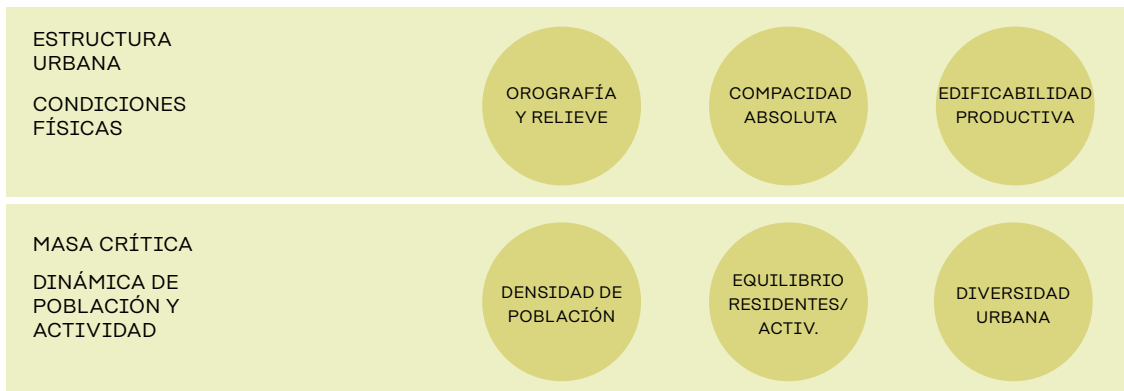 ESTRUCTURA
URBANA
CONDICIONES
FÍSICAS
OROGRAFÍA
Y RELIEVE
COMPACIDAD
ABSOLUTA
EDIFICABILIDAD
PRODUCTIVA
MASA CRÍTICA
DINÁMICA DE
POBLACIÓN Y
ACTIVIDAD
DENSIDAD DE
POBLACIÓN
EQUILIBRIO
RESIDENTES/
ACTIV.
DIVERSIDAD
URBANA